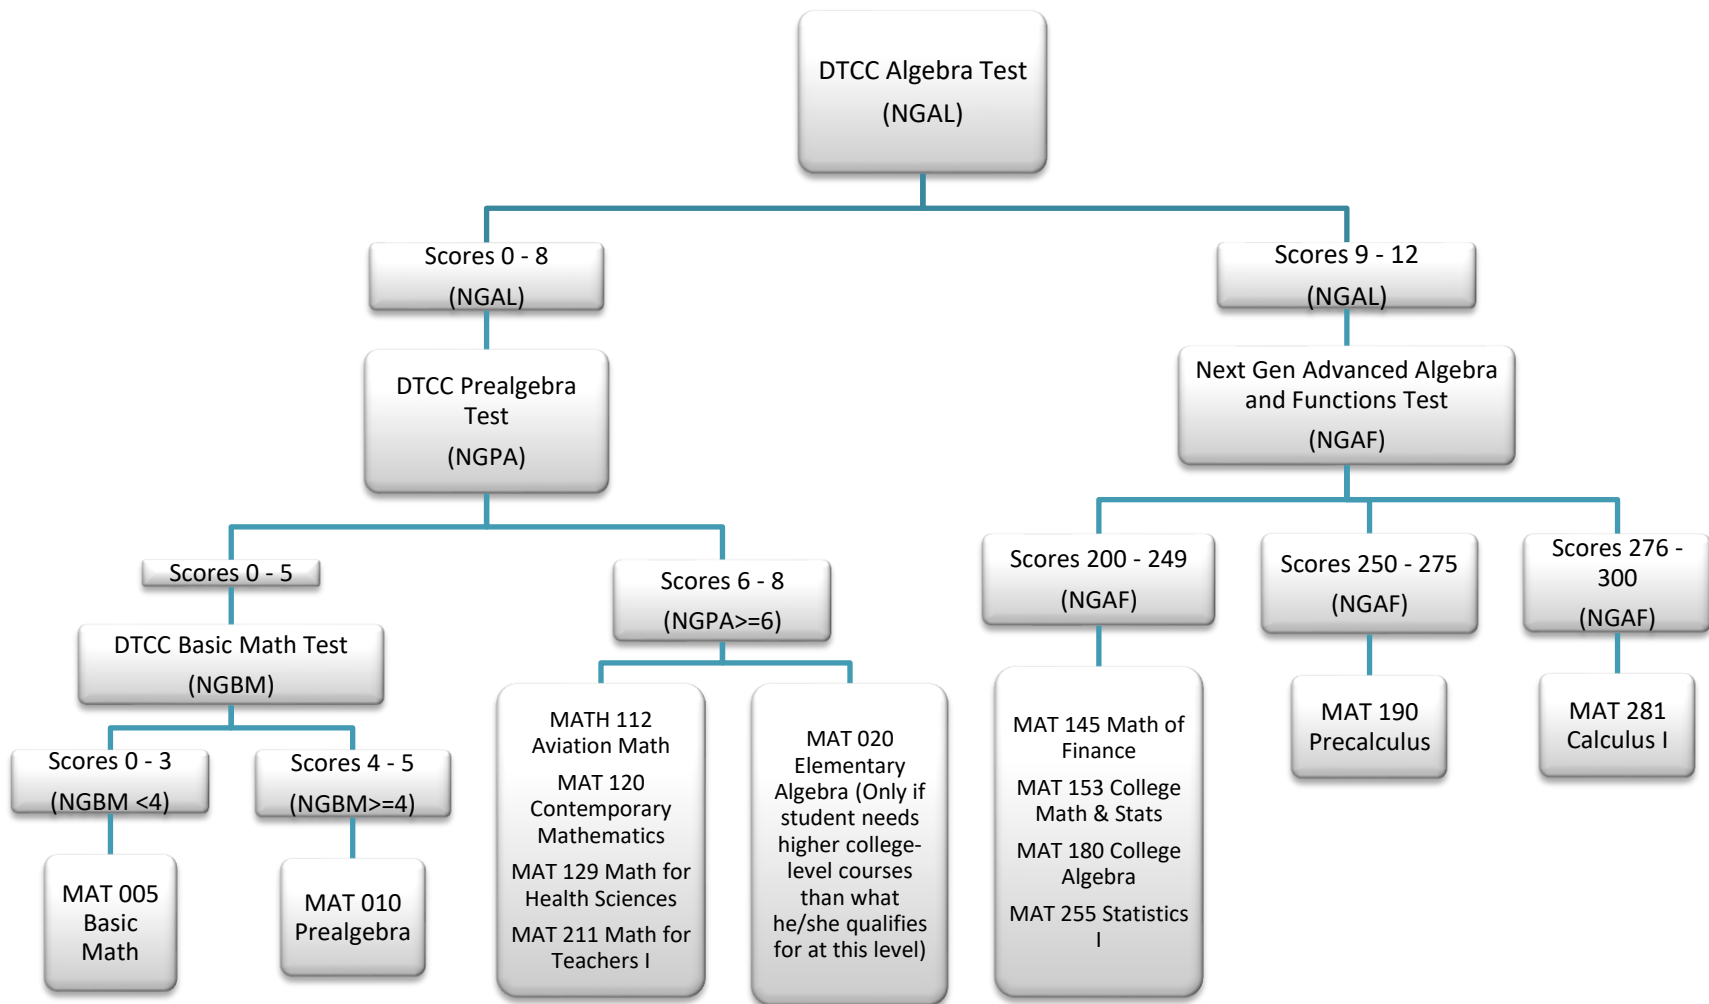 DTCC Algebra Test
(NGAL)
Scores 0 - 8
(NGAL)
Scores 9 - 12
(NGAL)
DTCC Prealgebra
Test
(NGPA)
Next Gen Advanced Algebra
and Functions Test
(NGAF)
Scores 0 - 5
Scores 6 - 8
(NGPA>=6)
Scores 200 - 249
(NGAF)
Scores 250 - 275
(NGAF)
Scores 276 -
300
(NGAF)
DTCC Basic Math Test
(NGBM)
Scores 0 - 3
(NGBM <4)
Scores 4 - 5
(NGBM>=4)
MAT 005
Basic
Math
MAT 010
Prealgebra
MATH 112
Aviation Math
MAT 120
Contemporary
Mathematics
MAT 129 Math for
Health Sciences
MAT 211 Math for
Teachers I
MAT 020
Elementary
Algebra (Only if
student needs
higher college-
level courses
than what
he/she qualifies
for at this level)
MAT 145 Math of
Finance
MAT 153 College
Math & Stats
MAT 180 College
Algebra
MAT 255 Statistics
I
MAT 190
Precalculus
MAT 281
Calculus I